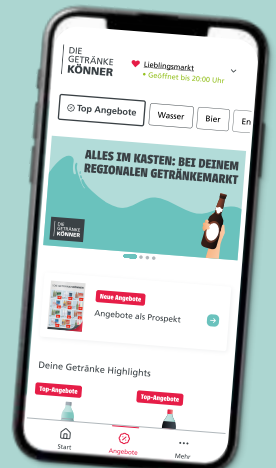 DIE
GETRÄNKE
KÖNNER
Lieblingsmarkt
• Geöffnet bis 20:00 Uhr
Top Angebote
Wasser
Bier
En
ALLES IM KASTEN: BEI DEINEM
REGIONALEN GETRÄNKEMARKT
DIE
GETRÄNKE
KÖNNER
Neue Angebote
Angebote als Prospekt
Deine Getränke Highlights
Top-Angebote
Top-Angebote
Start
Angebote
Mehr